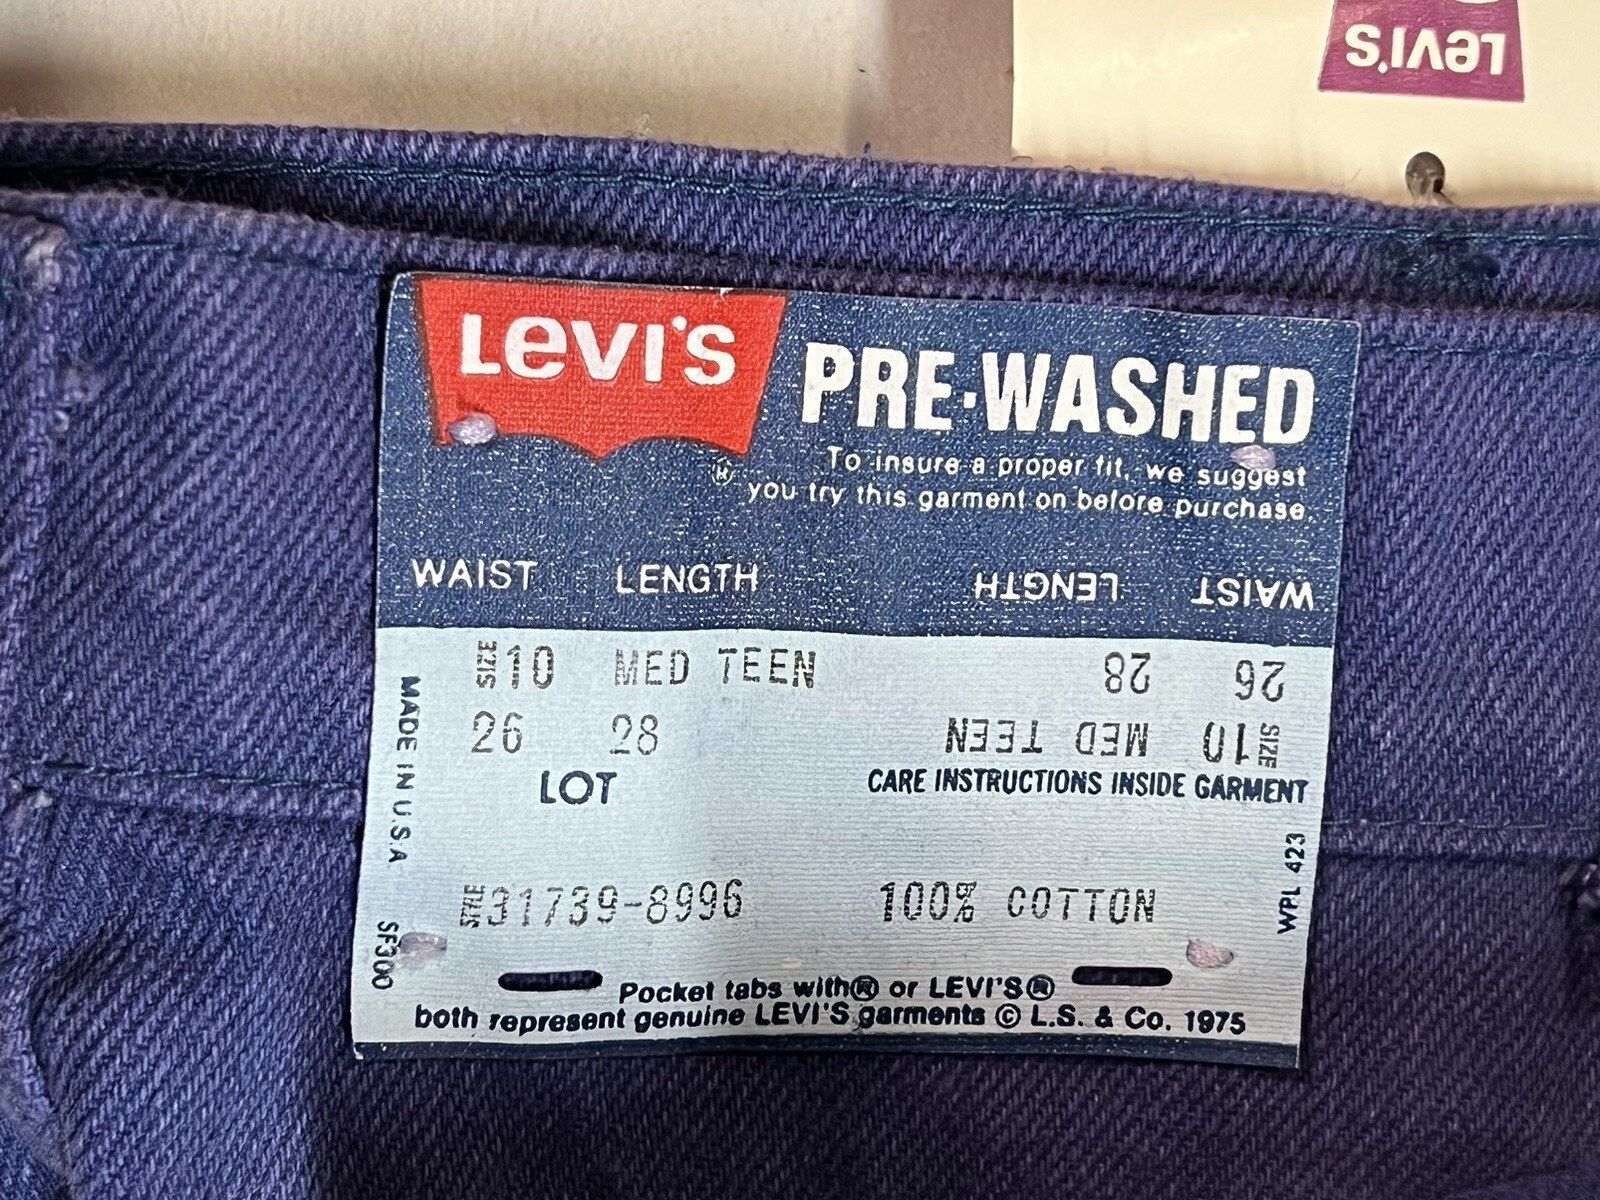 LEVI'S
LEVI'S
PRE-WASHED
®
To insure a proper fit, we suggest
you try this garment on before purchase.
WAIST LENGTH
LENGTH WAIST
SIZE 10 MED TEEN
26 28
LOT
26 28
SIZE 10 MED TEEN
CARE INSTRUCTIONS INSIDE GARMENT
MADE IN U.S.A
SF300
STYLE 31739-8996
100% COTTON
WPL 423
Pocket tabs with ® or LEVI'S®
both represent genuine LEVI'S garments © L.S. & Co. 1975